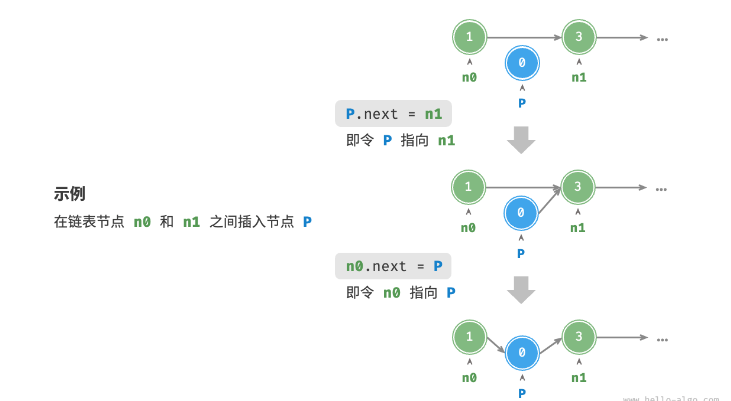 1 3 ...
0
n0 n1
P
P.next = n1
即令 P 指向 n1
1 3 ...
0
示例
在链表节点 n0 和 n1 之间插入节点 P
n0 n1
P
n0.next = P
即令 n0 指向 P
1 3 ...
0
n0 n1
P
www.hello-algo.com